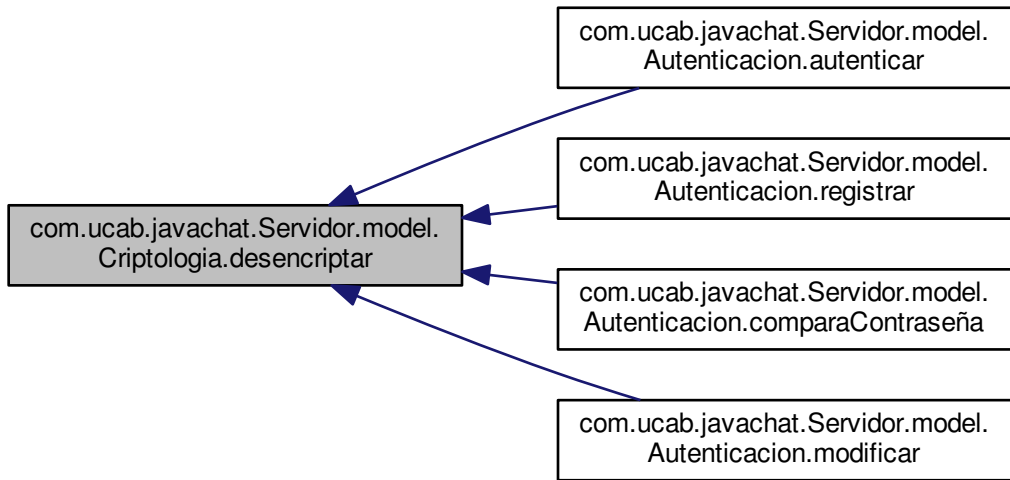 com.ucab.javachat.Servidor.model.
Autenticacion.autenticar
com.ucab.javachat.Servidor.model.
Autenticacion.registrar
com.ucab.javachat.Servidor.model.
Criptologia.desencriptar
com.ucab.javachat.Servidor.model.
Autenticacion.comparaContraseña
com.ucab.javachat.Servidor.model.
Autenticacion.modificar